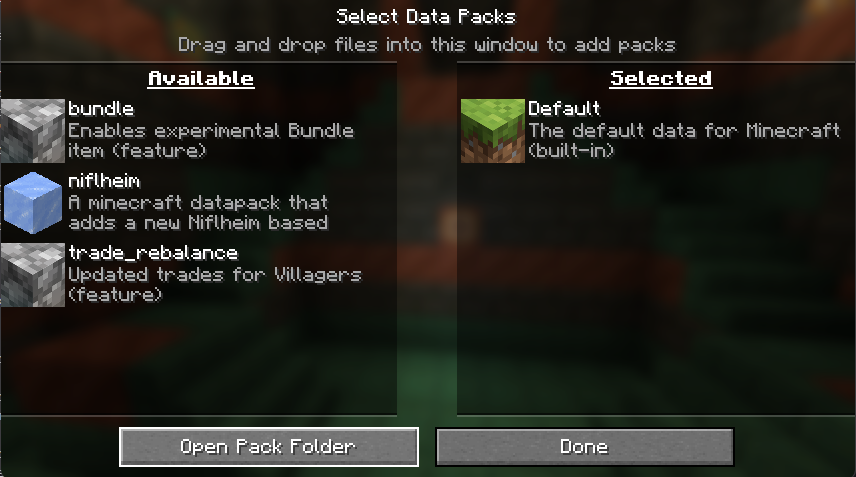 Select Data Packs
Drag and drop files into this window to add packs
Available
bundle
Enables experimental Bundle
item (feature)
niflheim
A minecraft datapack that
adds a new Niflheim based
trade_rebalance
Updated trades for Villagers
(feature)
Selected
Default
The default data for Minecraft
(built-in)
Open Pack Folder
Done